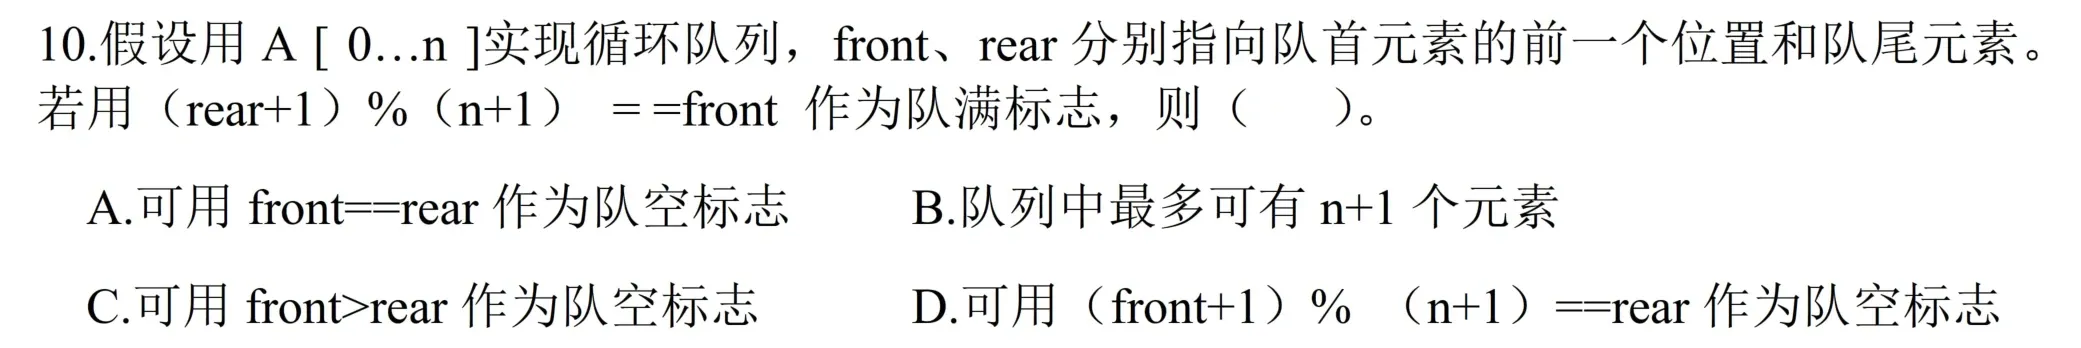 10.假设用 A [ 0…n ]实现循环队列，front、rear 分别指向队首元素的前一个位置和队尾元素。
若用（rear+1）%（n+1） = =front 作为队满标志，则（  ）。
A.可用 front==rear 作为队空标志  B.队列中最多可有 n+1 个元素
C.可用 front>rear 作为队空标志  D.可用（front+1）% （n+1）==rear 作为队空标志